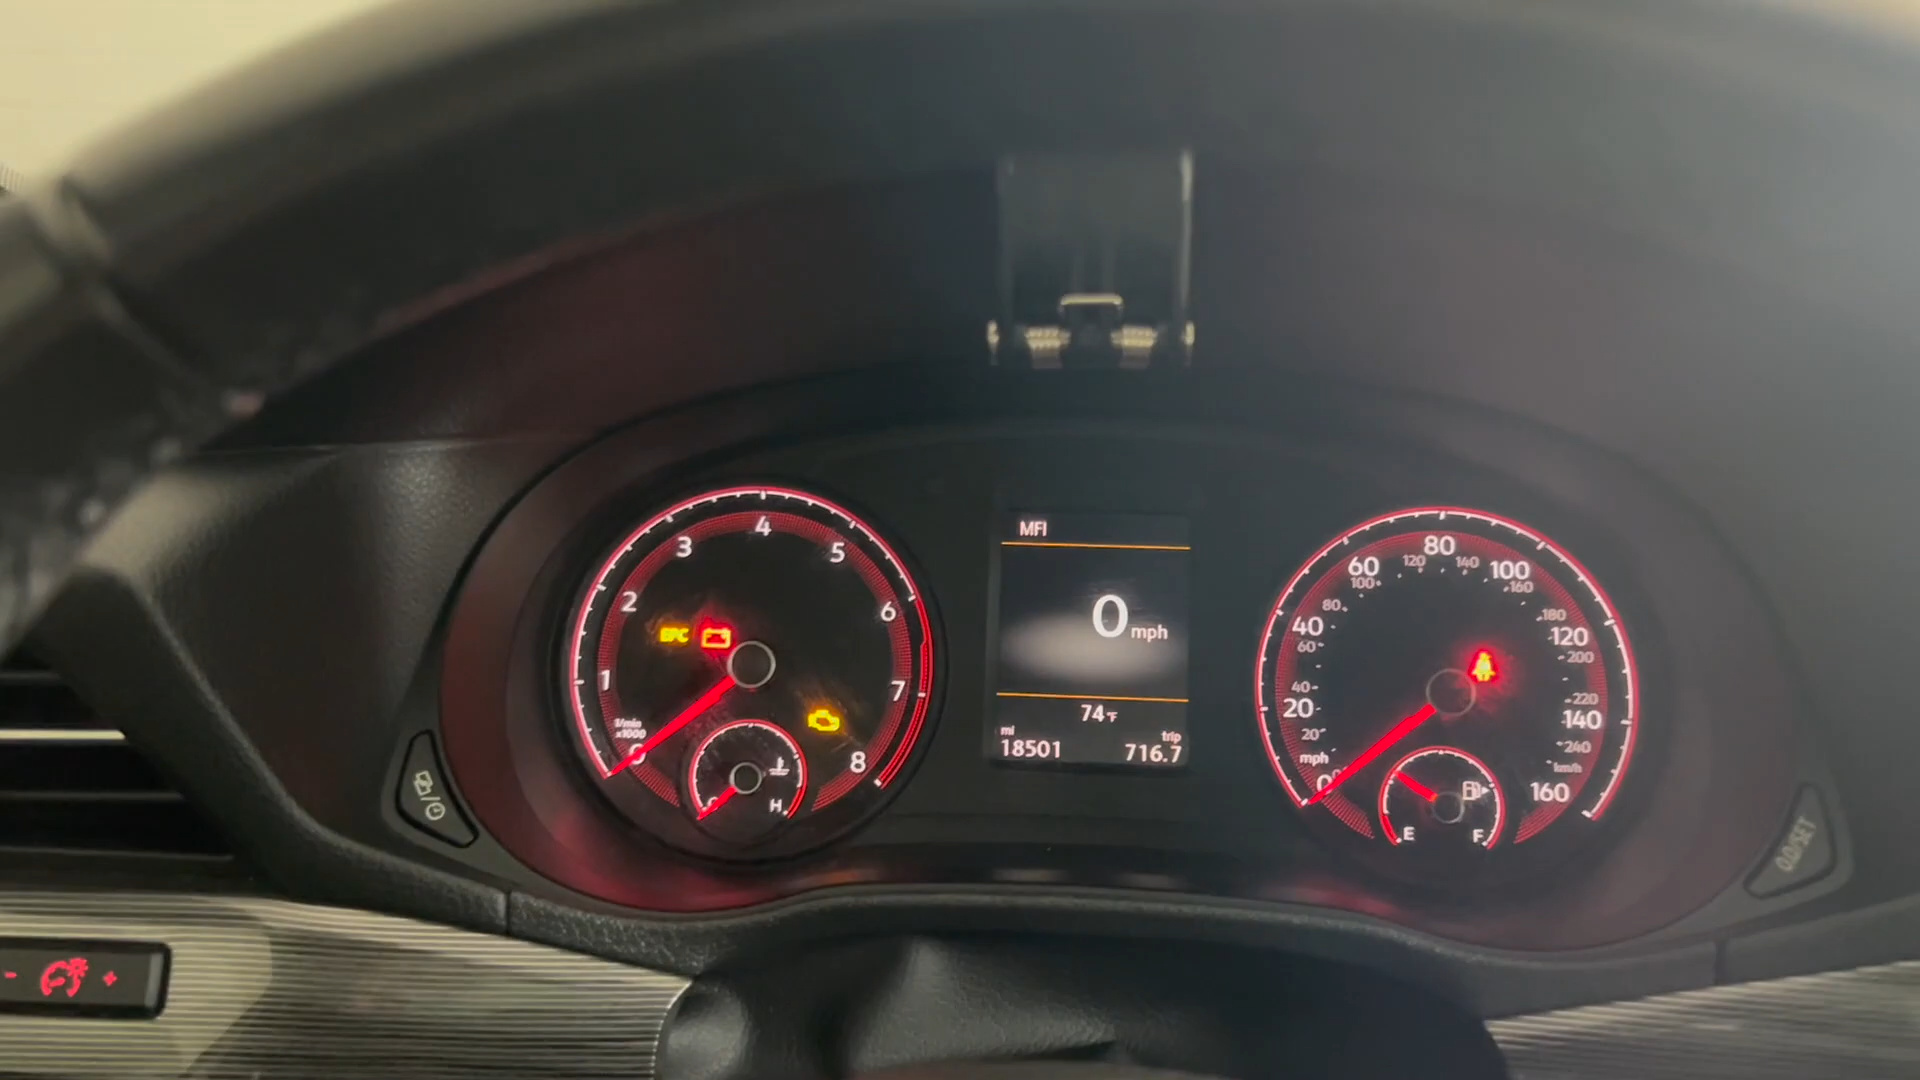 MFI
0 mph
74°F
mi
18501
trip
716.7
EPC
1
2
3
4
5
6
7
8
1/min
x1000
H
0
20
40
60
80
100
120
140
160
mph
20
40
60
80
100
120
140
160
180
200
220
240
km/h
E
F
0.0/SET
- +